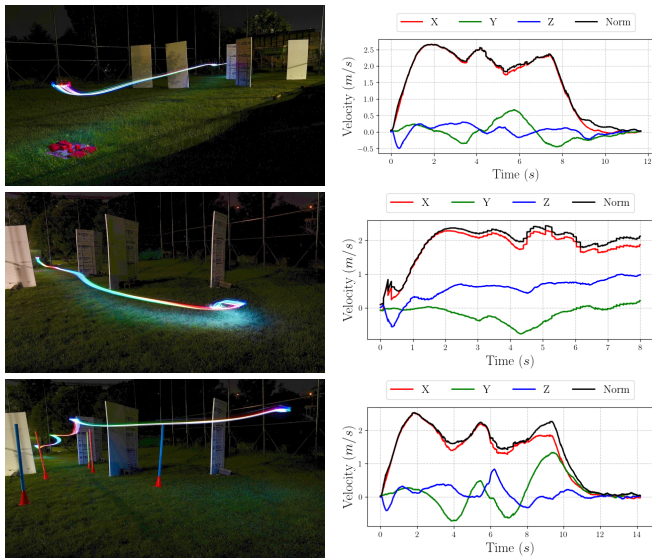 X Y Z Norm
Velocity (m/s)
2.5
2.0
1.5
1.0
0.5
0.0
−0.5
0 2 4 6 8 10 12
Time (s)
X Y Z Norm
Velocity (m/s)
2
1
0
0 1 2 3 4 5 6 7 8
Time (s)
X Y Z Norm
Velocity (m/s)
2
1
0
0 2 4 6 8 10 12 14
Time (s)